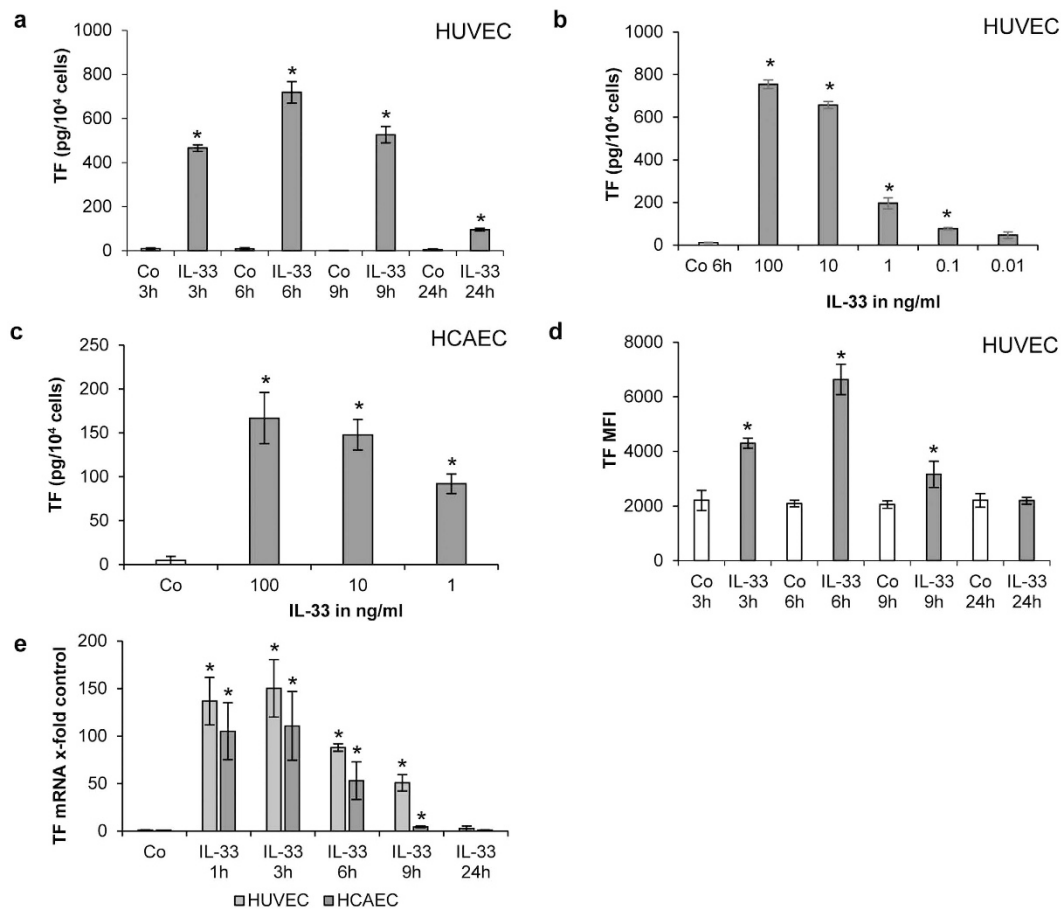 a
HUVEC
TF (pg/10⁴ cells)
1000
800
600
400
200
0
* * * *
Co IL-33 Co IL-33 Co IL-33 Co IL-33
3h 3h 6h 6h 9h 9h 24h 24h
b
HUVEC
TF (pg/10⁴ cells)
1000
800
600
400
200
0
* * * *
Co 6h 100 10 1 0.1 0.01
IL-33 in ng/ml
c
HCAEC
TF (pg/10⁴ cells)
250
200
150
100
50
0
* * *
Co 100 10 1
IL-33 in ng/ml
d
HUVEC
TF MFI
8000
6000
4000
2000
0
* * *
Co IL-33 Co IL-33 Co IL-33 Co IL-33
3h 3h 6h 6h 9h 9h 24h 24h
e
TF mRNA x-fold control
200
150
100
50
0
* * * * * * * *
Co IL-33 IL-33 IL-33 IL-33 IL-33
1h 3h 6h 9h 24h
HUVEC HCAEC